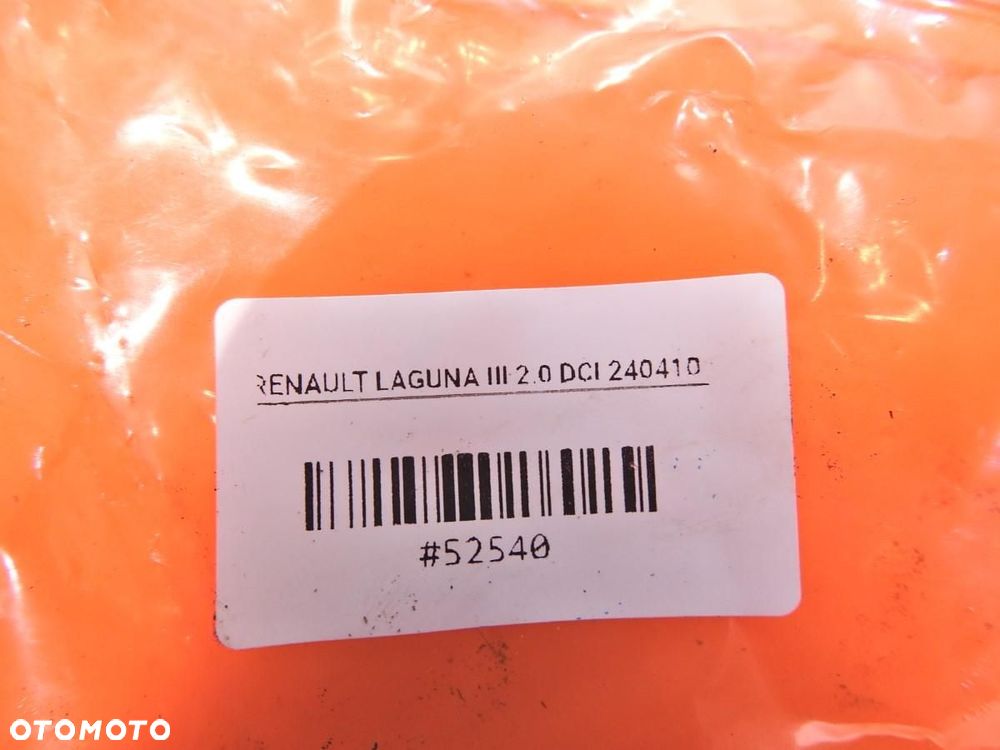 RENAULT LAGUNA III 2.0 DCI 240410
#52540
OTOMOTO